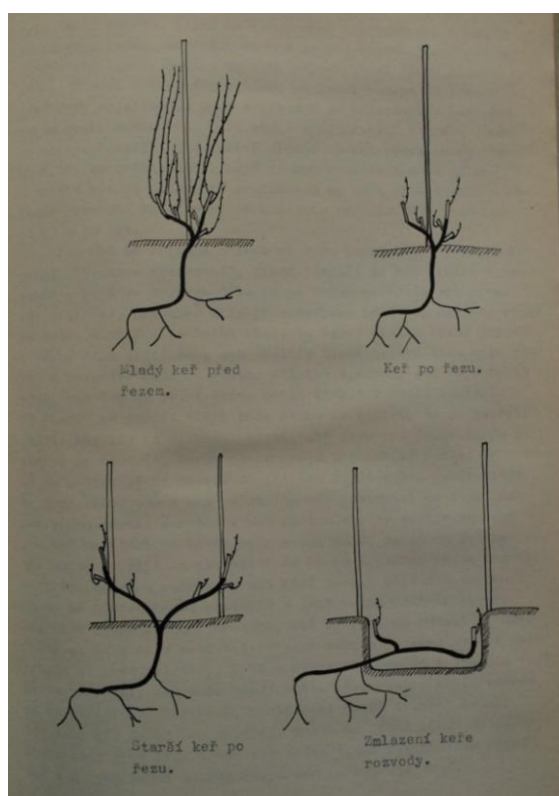 Mladý keř před
řezem.
Keř po řezu.
Starší keř po
řezu.
Zmlazení keře
rozvody.